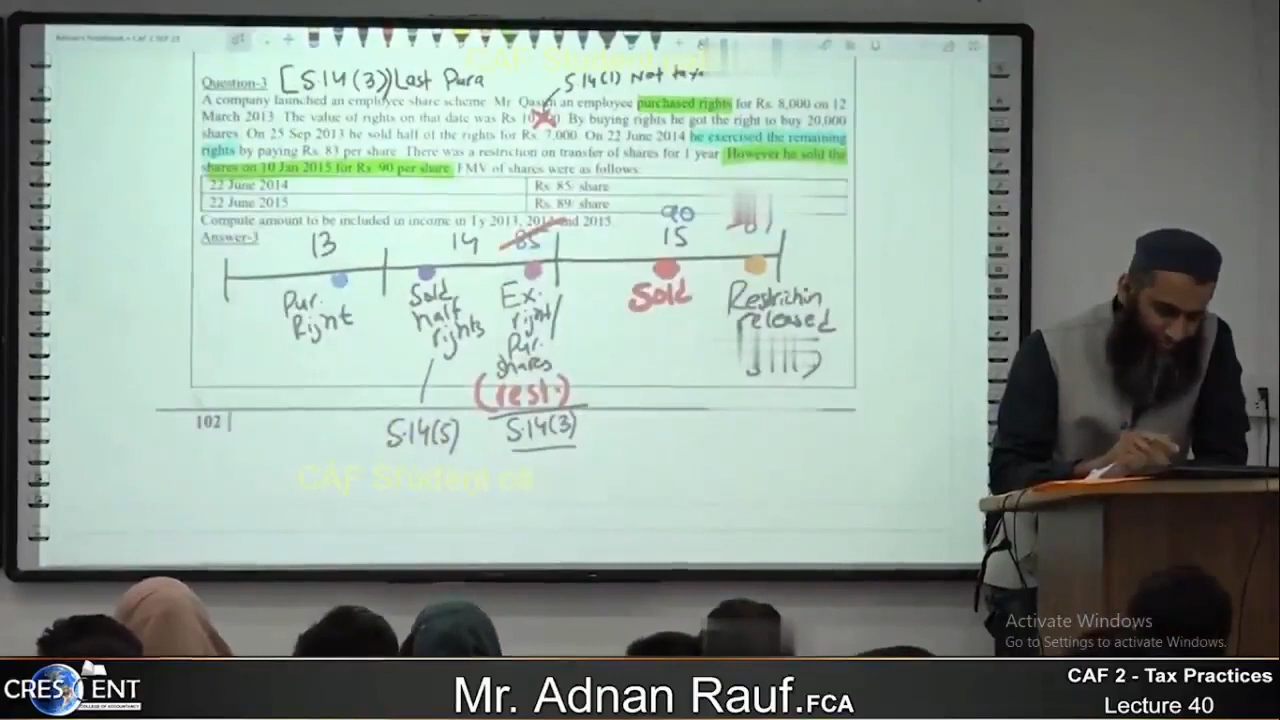 CAF Student
Question-3 [S.14(3)] Last Para
S.14(1) Not
A company launched an employee share scheme Mr. Qasim an employee purchased rights for Rs. 8,000 on 12
March 2013. The value of rights on that date was Rs By buying rights he got the right to buy 20,000
shares. On 25 Sep 2013 he sold half of the rights for Rs. 7,000. On 22 June 2014 he exercised the remaining
rights by paying Rs. 83 per share. There was a restriction on transfer of shares for 1 year However he sold the
shares on 10 Jan 2015 for Rs. 90 per share. FMV of shares were as follows:
22 June 2014 Rs. 85/ share
22 June 2015 Rs. 89/ share
Compute amount to be included in income in T.y 2013, 2014 and 2015
Answer-3
90
13 14 85 15
Pur. Right
Sold half rights
Ex. right/ Pur. shares
(rest.)
Sold
Restrictin released
S.14(5) S.14(3)
102 |
CAF Student
Activate Windows
Go to Settings to activate Windows.
CRESCENT
COLLEGE OF ACCOUNTANCY
Mr. Adnan Rauf.FCA
CAF 2 - Tax Practices
Lecture 40